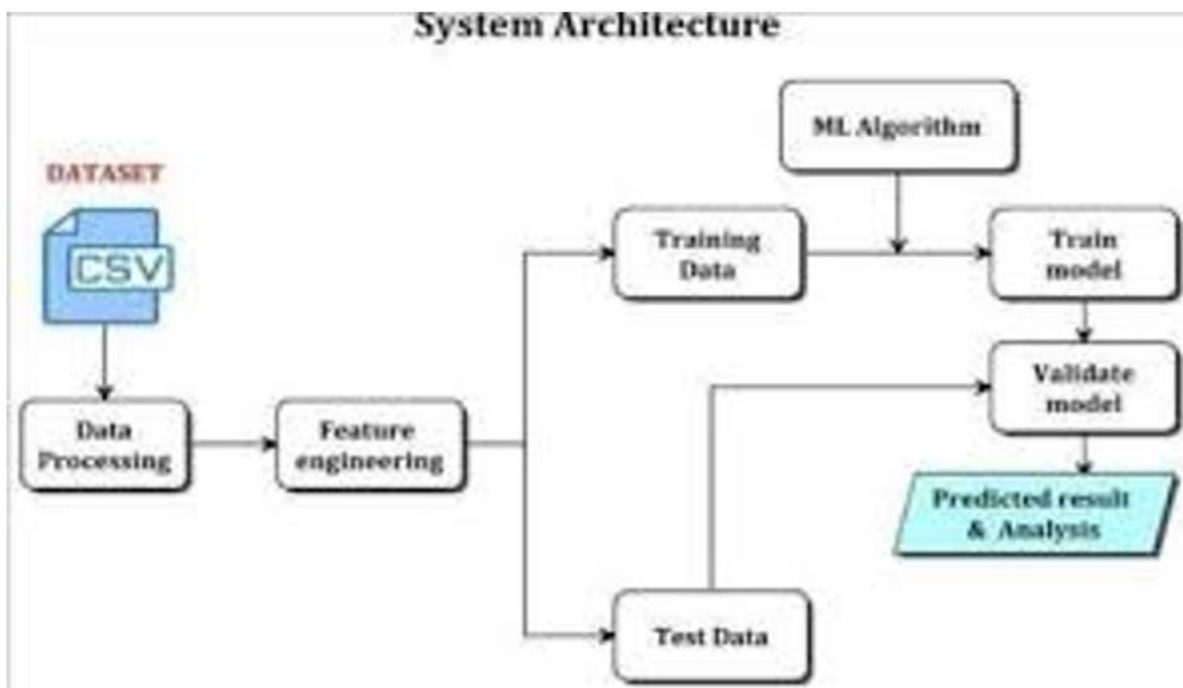 System Architecture
ML Algorithm
DATASET
CSV
Training
Data
Train
model
Data
Processing
Feature
engineering
Validate
model
Predicted result
& Analysis
Test Data